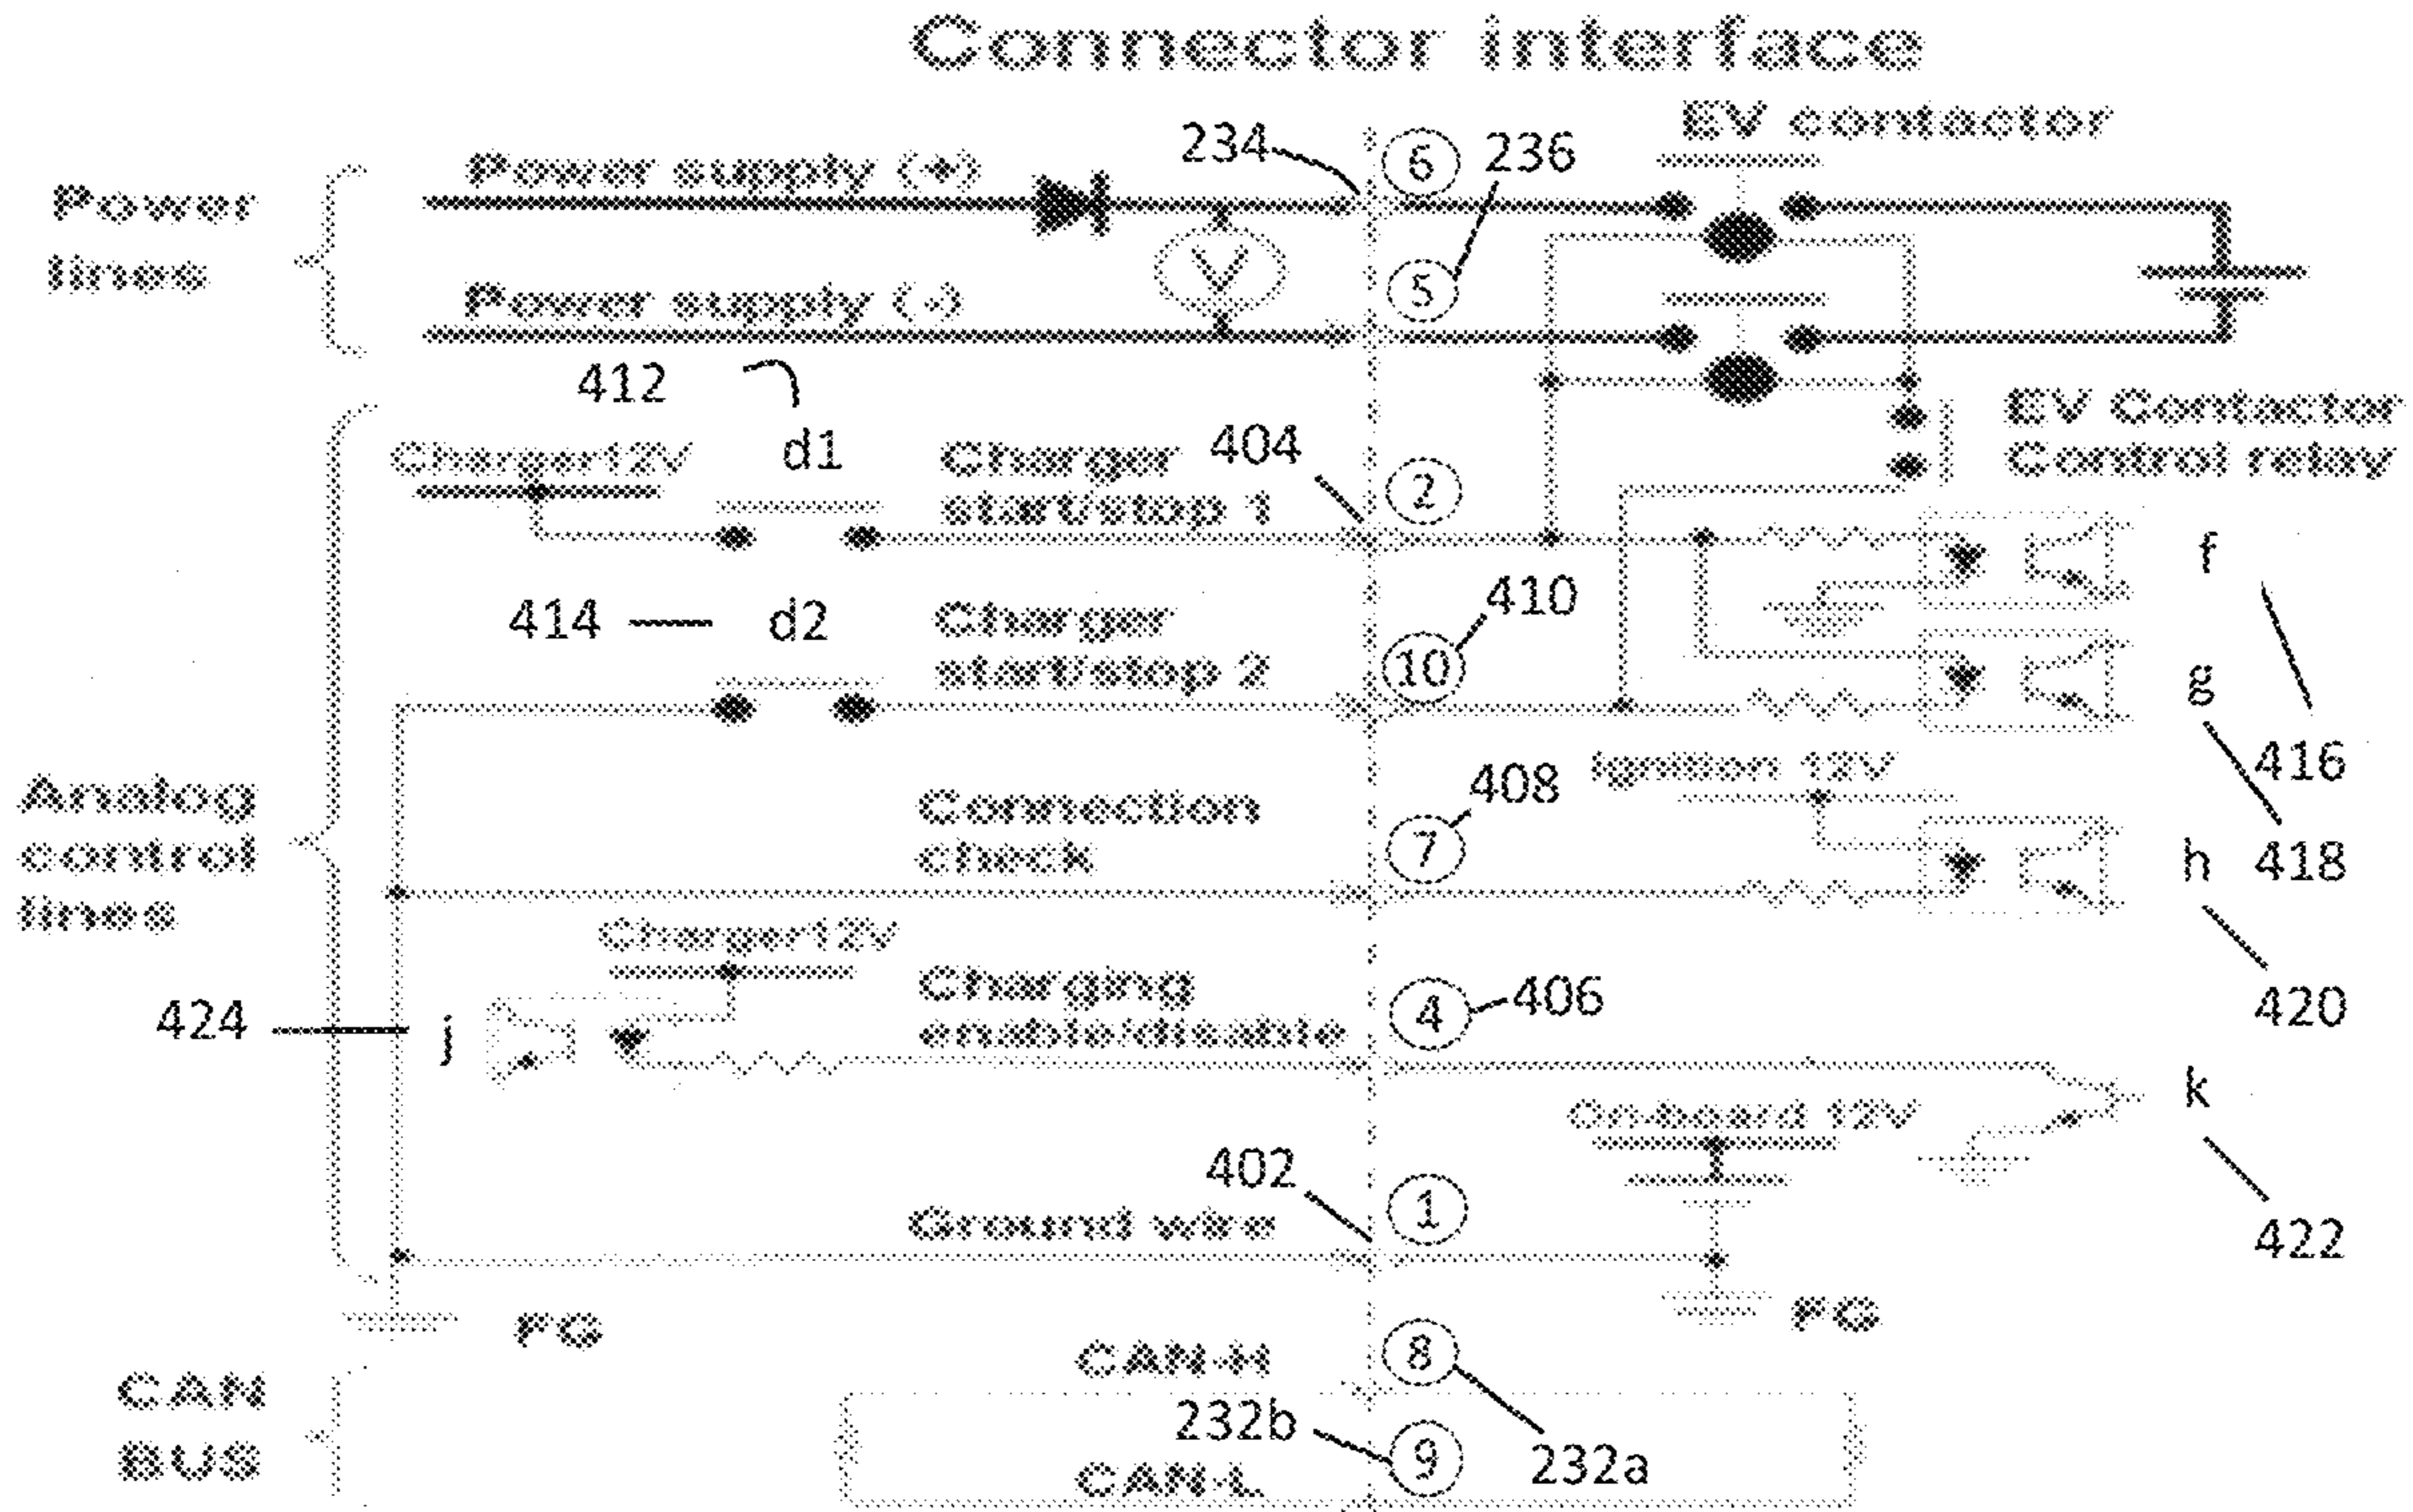 Connector interface
EV contactor
234
6
236
Power supply (+)
Power
lines
V
5
Power supply (-)
412
d1
EV Contactor
Control relay
Charger12V
Charger
start/stop 1
404
2
f
414
d2
Charger
start/stop 2
410
10
g
416
Ignition 12V
408
Analog
control
lines
Connection
check
7
h
418
Charger12V
Charging
enable/disable
4
406
420
424
j
k
On-board 12V
402
1
Ground wire
422
FG
FG
CAN-H
8
CAN
BUS
232b
9
232a
CAN-L